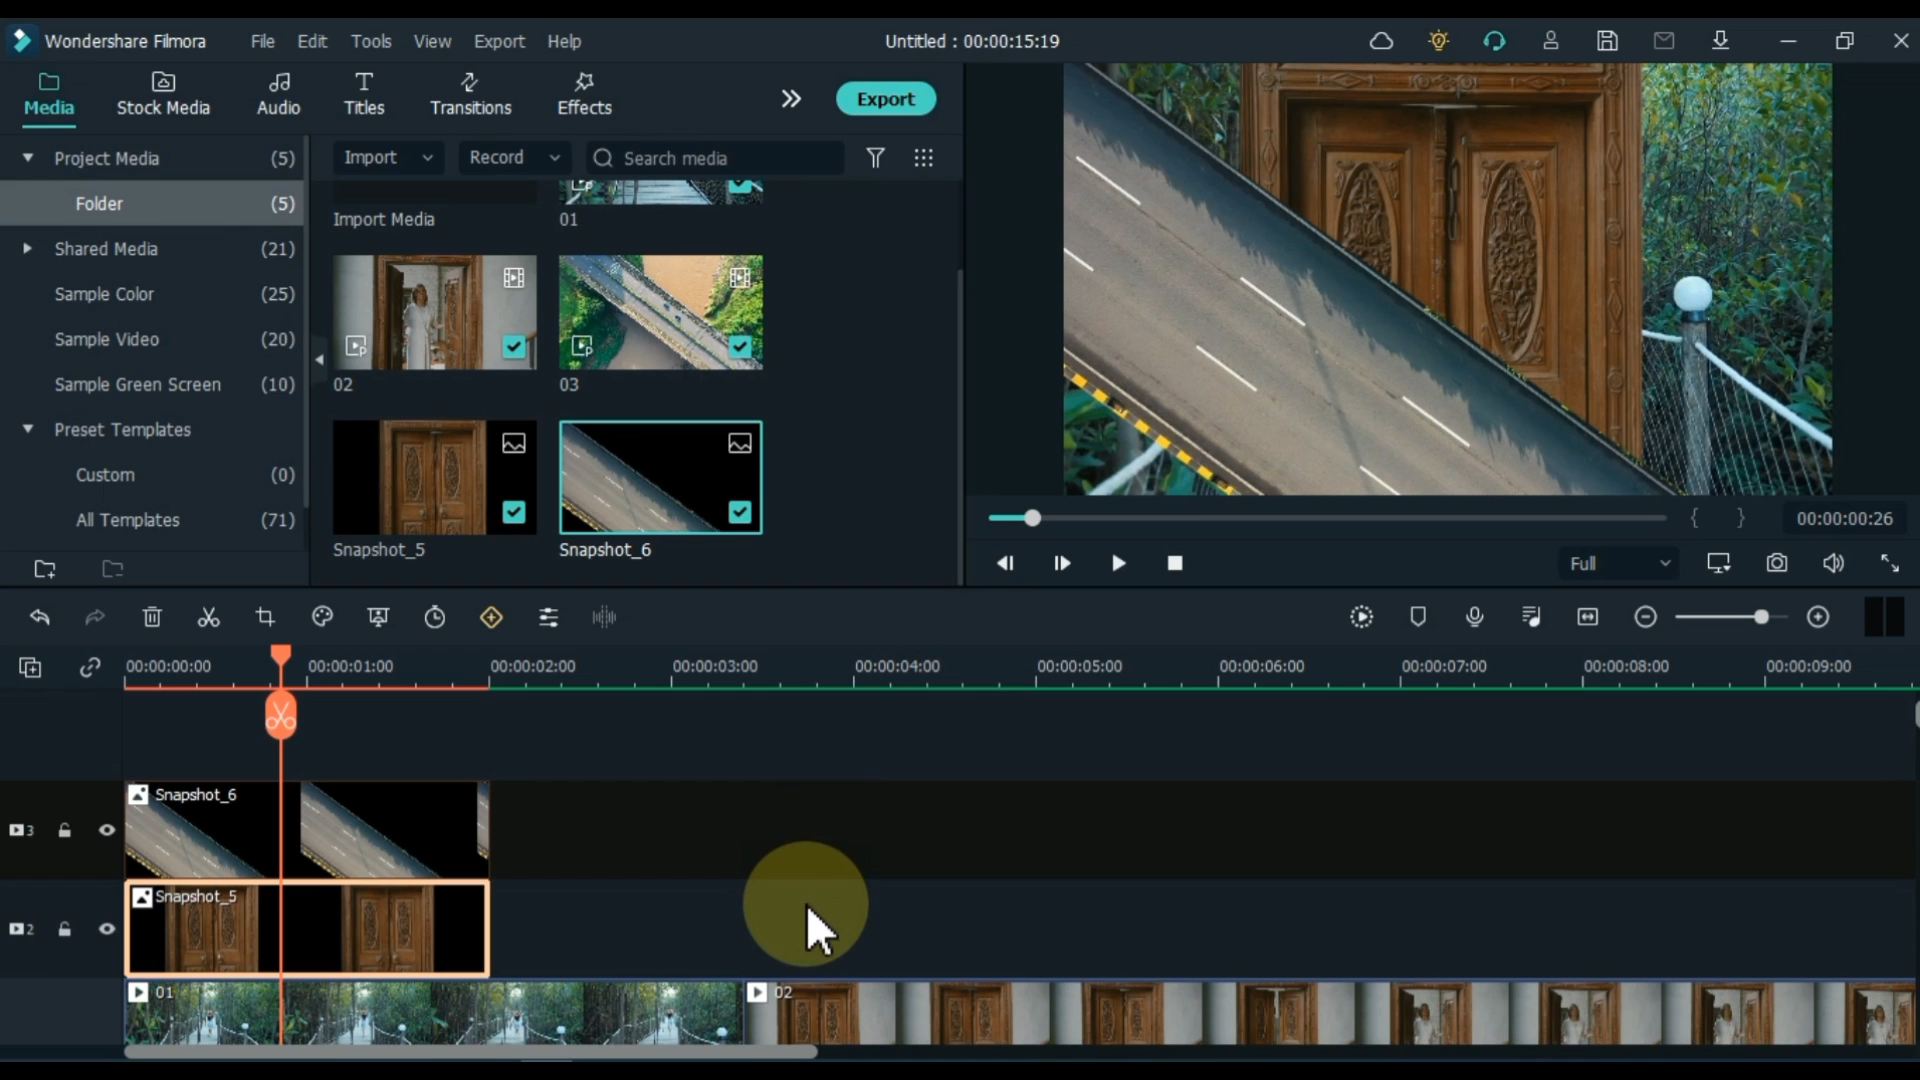 Wondershare Filmora File Edit Tools View Export Help Untitled : 00:00:15:19
Media Stock Media Audio Titles Transitions Effects Export
Project Media (5)
Folder (5)
Shared Media (21)
Sample Color (25)
Sample Video (20)
Sample Green Screen (10)
Preset Templates
Custom (0)
All Templates (71)
Import Record Search media
Import Media 01
02 03
Snapshot_5 Snapshot_6
{ } 00:00:00:26
Full
00:00:00:00 00:00:01:00 00:00:02:00 00:00:03:00 00:00:04:00 00:00:05:00 00:00:06:00 00:00:07:00 00:00:08:00 00:00:09:00
3 Snapshot_6
2 Snapshot_5
01 02